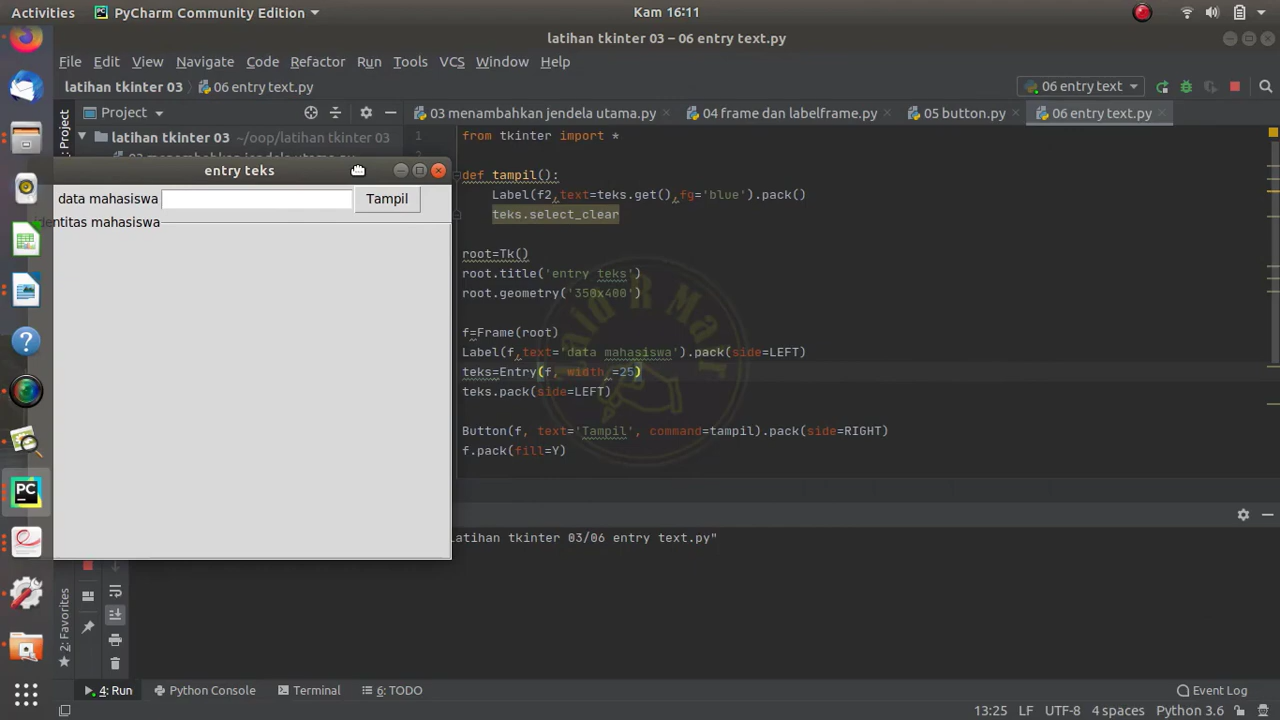 Activities PyCharm Community Edition Kam 16:11
latihan tkinter 03 – 06 entry text.py
File Edit View Navigate Code Refactor Run Tools VCS Window Help
latihan tkinter 03 06 entry text.py 06 entry text
Project 03 menambahkan jendela utama.py 04 frame dan labelframe.py 05 button.py 06 entry text.py
Project
latihan tkinter 03 ~/oop/latihan tkinter 03
1 from tkinter import *
2
entry teks
def tampil():
data mahasiswa Tampil
Label(f2,text=teks.get(),fg='blue').pack()
identitas mahasiswa
teks.select_clear
root=Tk()
root.title('entry teks')
root.geometry('350x400')
f=Frame(root)
Label(f,text='data mahasiswa').pack(side=LEFT)
teks=Entry(f, width =25)
teks.pack(side=LEFT)
Button(f, text='Tampil', command=tampil).pack(side=RIGHT)
f.pack(fill=Y)
Said R Marr
latihan tkinter 03/06 entry text.py"
2: Favorites
4: Run Python Console Terminal 6: TODO Event Log
13:25 LF UTF-8 4 spaces Python 3.6